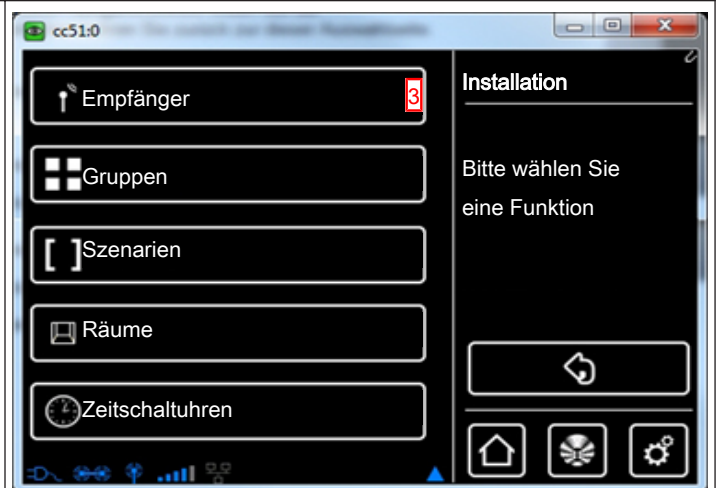 cc51:0
Empfänger 3
Gruppen
[ ]Szenarien
Räume
Zeitschaltuhren
Installation
Bitte wählen Sie
eine Funktion